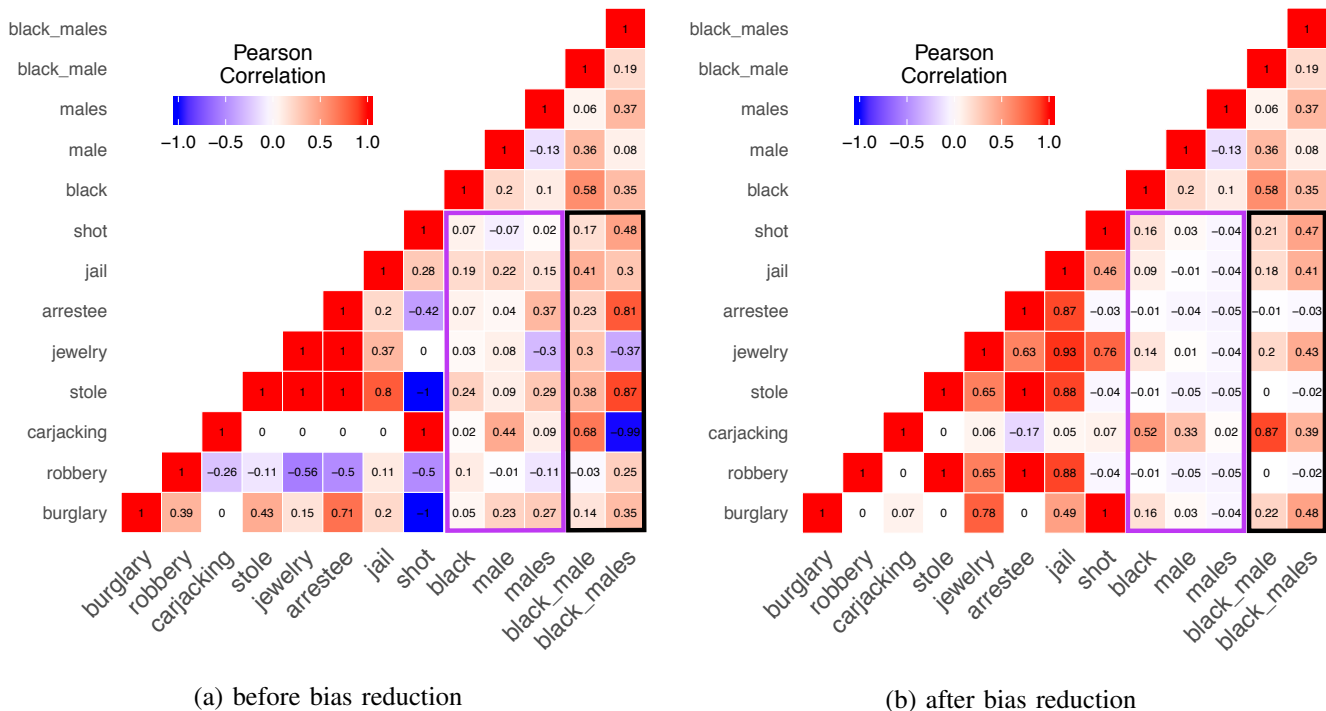 black_males 1
black_male 1 0.19
males 1 0.06 0.37
male 1 −0.13 0.36 0.08
black 1 0.2 0.1 0.58 0.35
shot 1 0.07 −0.07 0.02 0.17 0.48
jail 1 0.28 0.19 0.22 0.15 0.41 0.3
arrestee 1 0.2 −0.42 0.07 0.04 0.37 0.23 0.81
jewelry 1 1 0.37 0 0.03 0.08 −0.3 0.3 −0.37
stole 1 1 1 0.8 −1 0.24 0.09 0.29 0.38 0.87
carjacking 1 0 0 0 0 1 0.02 0.44 0.09 0.68 −0.99
robbery 1 −0.26 −0.11 −0.56 −0.5 0.11 −0.5 0.1 −0.01 −0.11 −0.03 0.25
burglary 1 0.39 0 0.43 0.15 0.71 0.2 −1 0.05 0.23 0.27 0.14 0.35
burglary robbery carjacking stole jewelry arrestee jail shot black male males black_male black_males
Pearson
Correlation
−1.0 −0.5 0.0 0.5 1.0
(a) before bias reduction
black_males 1
black_male 1 0.19
males 1 0.06 0.37
male 1 −0.13 0.36 0.08
black 1 0.2 0.1 0.58 0.35
shot 1 0.16 0.03 −0.04 0.21 0.47
jail 1 0.46 0.09 −0.01 −0.04 0.18 0.41
arrestee 1 0.87 −0.03 −0.01 −0.04 −0.05 −0.01 −0.03
jewelry 1 0.63 0.93 0.76 0.14 0.01 −0.04 0.2 0.43
stole 1 0.65 1 0.88 −0.04 −0.01 −0.05 −0.05 0 −0.02
carjacking 1 0 0.06 −0.17 0.05 0.07 0.52 0.33 0.02 0.87 0.39
robbery 1 0 1 0.65 1 0.88 −0.04 −0.01 −0.05 −0.05 0 −0.02
burglary 1 0 0.07 0 0.78 0 0.49 1 0.16 0.03 −0.04 0.22 0.48
burglary robbery carjacking stole jewelry arrestee jail shot black male males black_male black_males
Pearson
Correlation
−1.0 −0.5 0.0 0.5 1.0
(b) after bias reduction